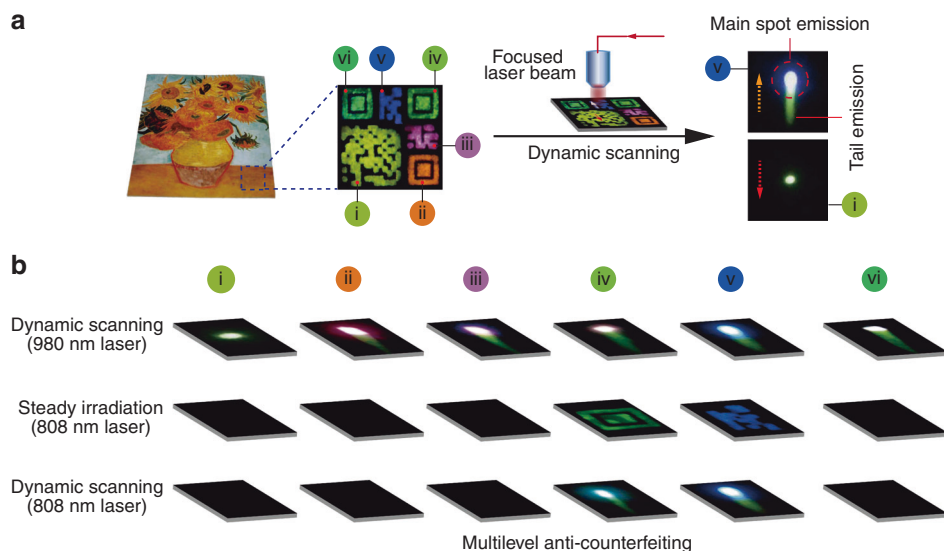 a
vi
v
iv
iii
i
ii
Focused
laser beam
Dynamic scanning
Main spot emission
v
Tail emission
i
b
i
ii
iii
iv
v
vi
Dynamic scanning
(980 nm laser)
Steady irradiation
(808 nm laser)
Dynamic scanning
(808 nm laser)
Multilevel anti-counterfeiting